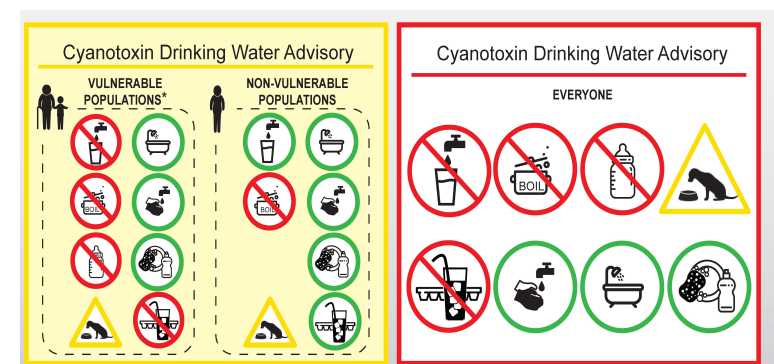 Cyanotoxin Drinking Water Advisory
VULNERABLE
POPULATIONS*
NON-VULNERABLE
POPULATIONS
BOIL
BOIL
Cyanotoxin Drinking Water Advisory
EVERYONE
BOIL